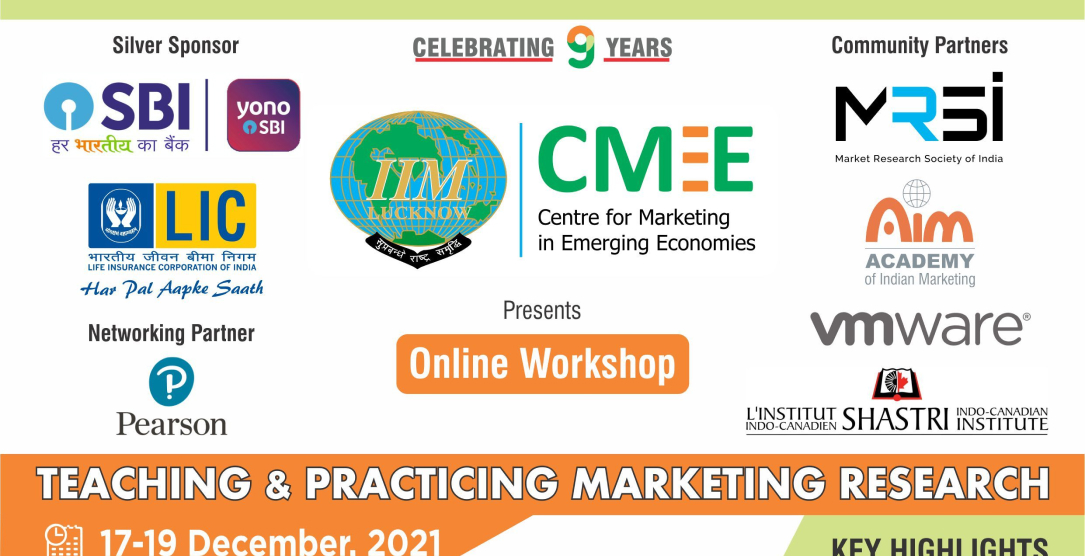 Silver Sponsor
SBI
हर भारतीय का बैंक
yono
SBI
LIC
भारतीय जीवन बीमा निगम
LIFE INSURANCE CORPORATION OF INDIA
Har Pal Aapke Saath
Networking Partner
Pearson
CELEBRATING 9 YEARS
IIM
LUCKNOW
सुप्रबन्धे राष्ट्र समृद्धि
CMEE
Centre for Marketing
in Emerging Economies
Presents
Online Workshop
Community Partners
MRSI
Market Research Society of India
Aim
ACADEMY
of Indian Marketing
vmware®
L'INSTITUT
INDO-CANADIEN
SHASTRI
INDO-CANADIAN
INSTITUTE
TEACHING & PRACTICING MARKETING RESEARCH
17-19 December, 2021
KEY HIGHLIGHTS